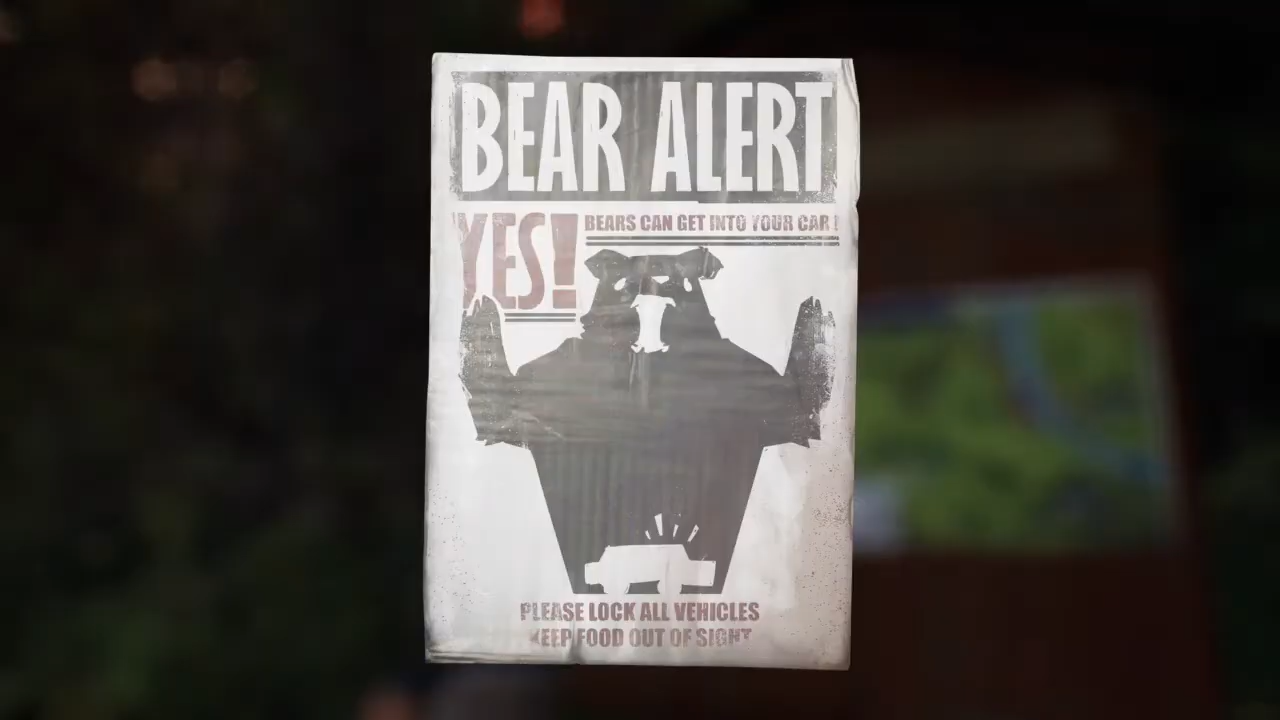 BEAR ALERT
YES!
BEARS CAN GET INTO YOUR CAR!
PLEASE LOCK ALL VEHICLES
KEEP FOOD OUT OF SIGHT